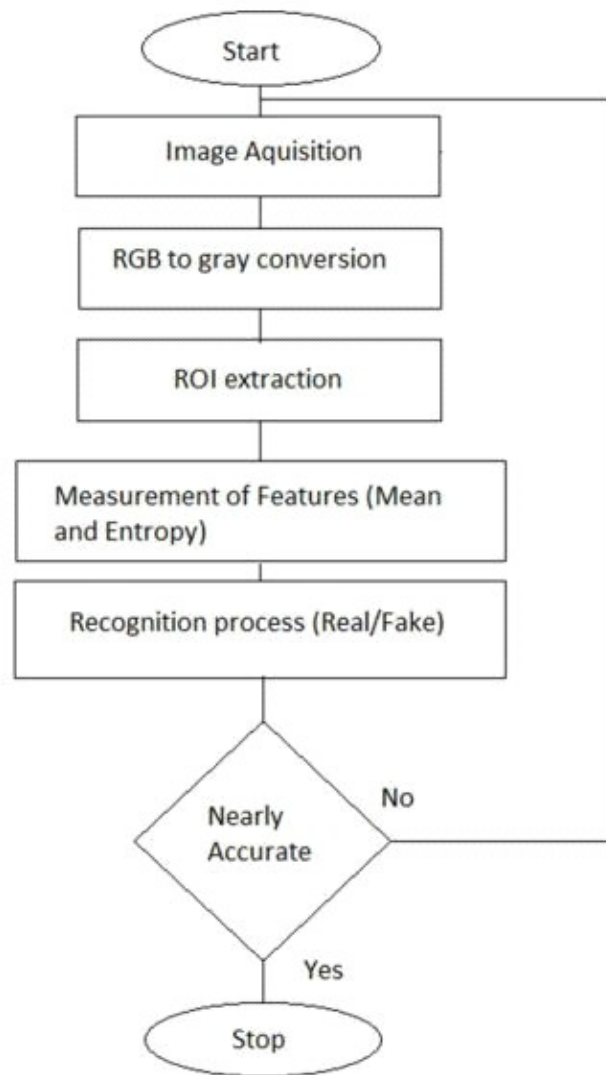 Start
Image Aquisition
RGB to gray conversion
ROI extraction
Measurement of Features (Mean
and Entropy)
Recognition process (Real/Fake)
Nearly
Accurate
No
Yes
Stop